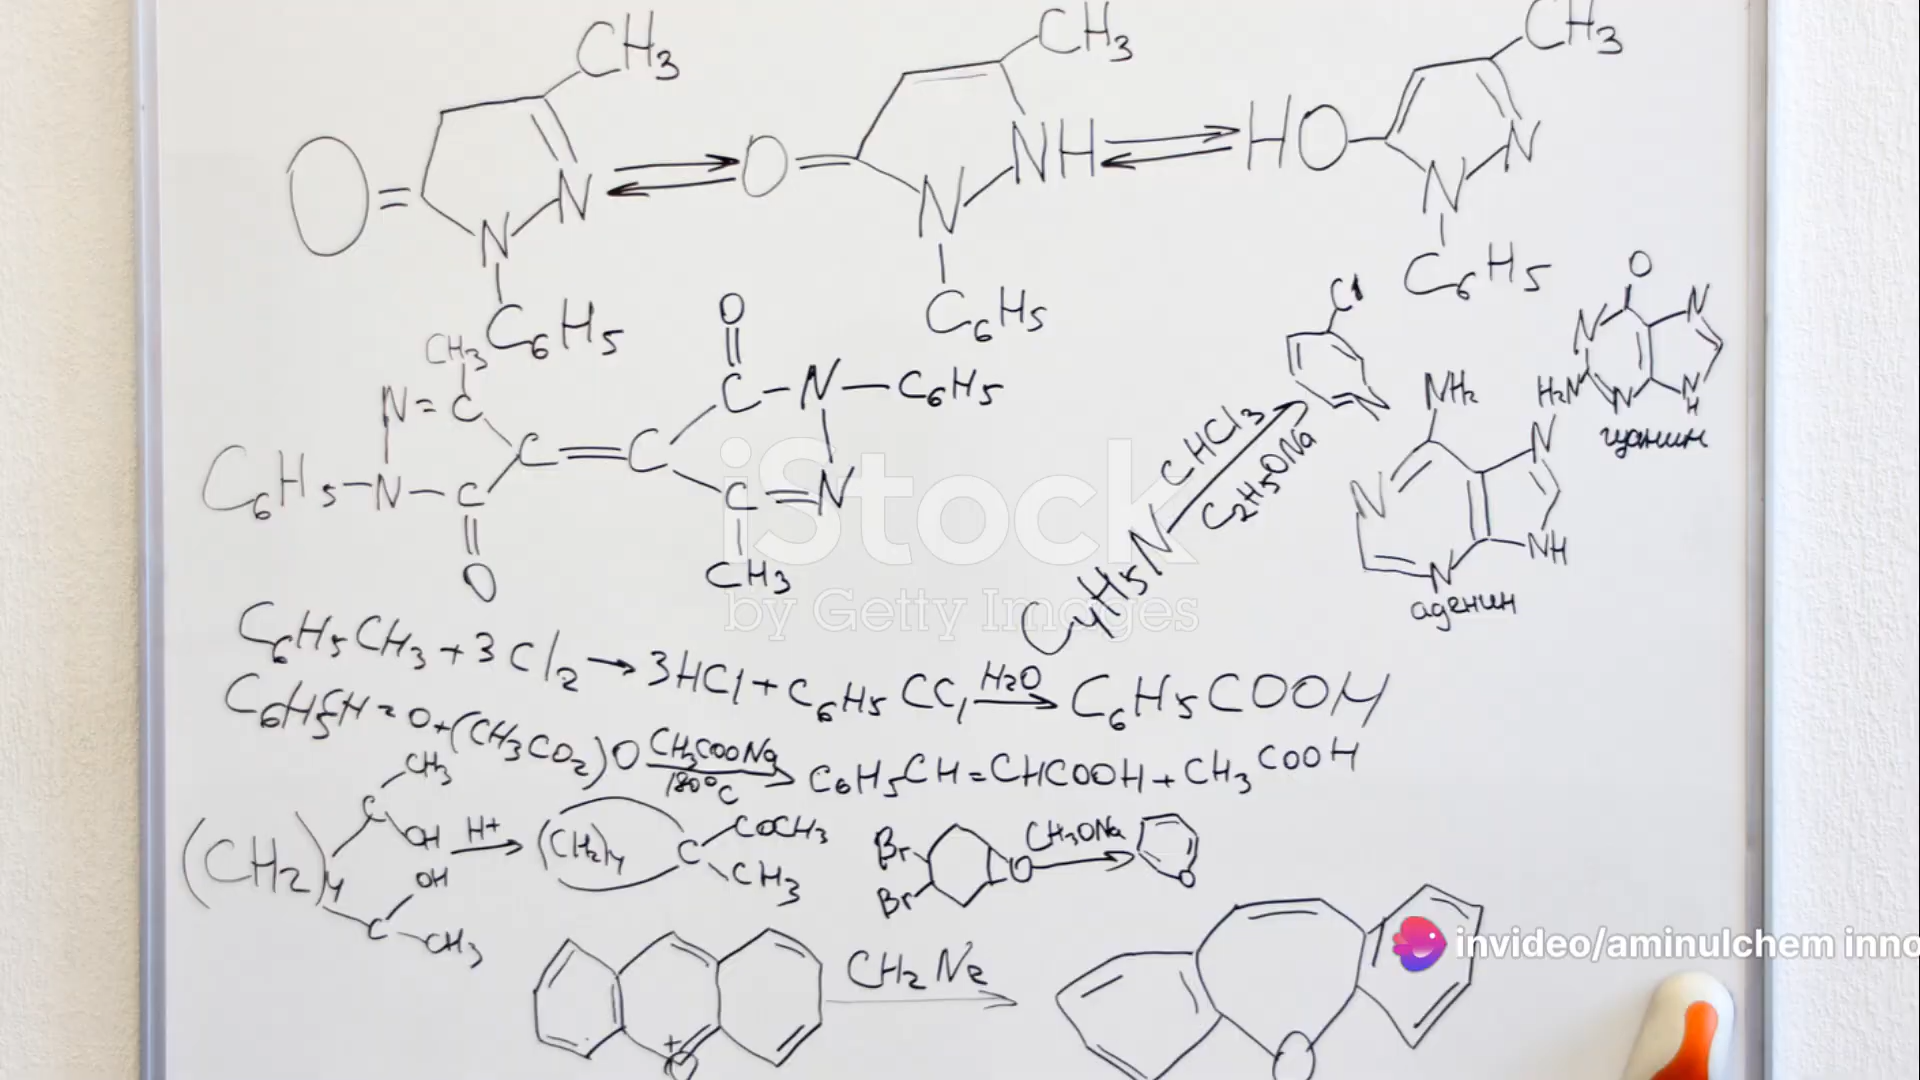 CH3 CH3 CH3
O = N N ⇌ O = N NH ⇌ HO N N
C6H5 C6H5 C6H5
CH3 O Cl O
N=C C-N-C6H5 N N N
C6H5-N-C C=C C=N H2N N N H
O CH3 гуанин
C4H5N CHCl3 C2H5ONa N
NH2 N N N NH
аденин
iStock
by Getty Images
C6H5CH3 + 3Cl2 → 3HCl + C6H5CCl H2O → C6H5COOH
C6H5CH=O + (CH3CO2)O CH3COONa 180°C → C6H5CH=CHCOOH + CH3COOH
(CH2)4 C CH3 OH OH C-CH3 H+ → (CH2)4 C COCH3 CH3 Br Br O CH3ONa → O
+ O CH2N2 → O
invideo/aminulchem inno